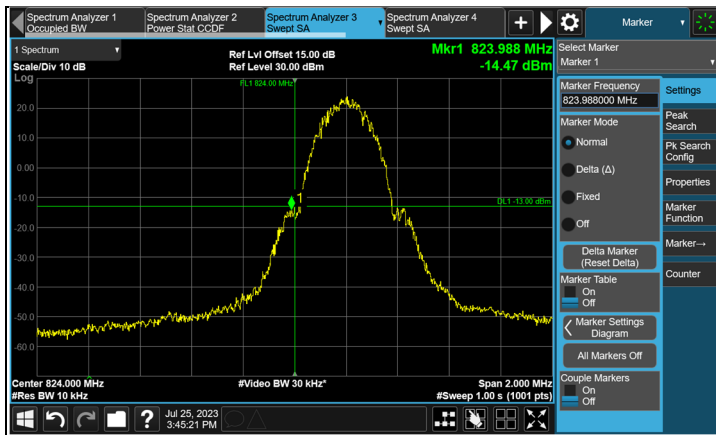 Spectrum Analyzer 1
Occupied BW
Spectrum Analyzer 2
Power Stat CCDF
Spectrum Analyzer 3
Swept SA
Spectrum Analyzer 4
Swept SA
Marker
1 Spectrum
Scale/Div 10 dB
Ref Lvl Offset 15.00 dB
Ref Level 30.00 dBm
Mkr1 823.988 MHz
-14.47 dBm
Log
FL1 824.00 MHz
20.0
10.0
0.00
-10.0
DL1 -13.00 dBm
-20.0
-30.0
-40.0
-50.0
-60.0
Center 824.000 MHz
#Video BW 30 kHz*
Span 2.000 MHz
#Res BW 10 kHz
#Sweep 1.00 s (1001 pts)
Jul 25, 2023
3:45:21 PM
Select Marker
Marker 1
Marker Frequency
823.988000 MHz
Marker Mode
Normal
Delta (Δ)
Fixed
Off
Delta Marker
(Reset Delta)
Marker Table
On
Off
Marker Settings
Diagram
All Markers Off
Couple Markers
On
Off
Settings
Peak
Search
Pk Search
Config
Properties
Marker
Function
Marker→
Counter